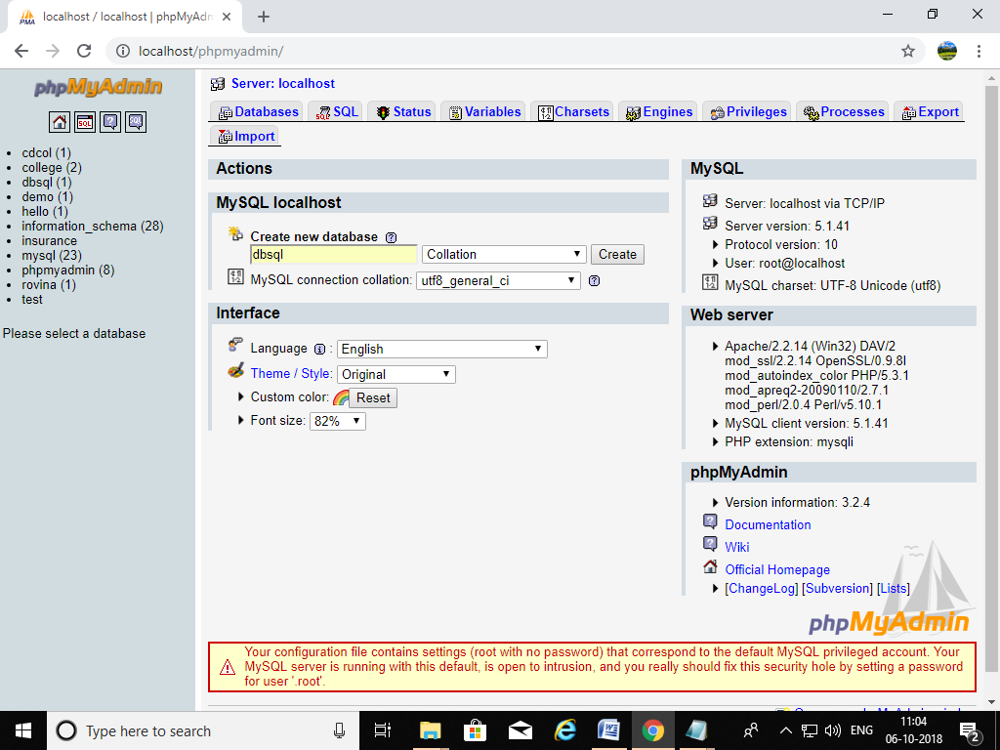 localhost / localhost | phpMyAdm
localhost/phpmyadmin/
phpMyAdmin
SQL
cdcol (1)
college (2)
dbsql (1)
demo (1)
hello (1)
information_schema (28)
insurance
mysql (23)
phpmyadmin (8)
rovina (1)
test
Please select a database
Server: localhost
Databases SQL Status Variables Charsets Engines Privileges Processes Export
Import
Actions
MySQL localhost
Create new database
dbsql Collation Create
MySQL connection collation: utf8_general_ci
Interface
Language : English
Theme / Style: Original
Custom color: Reset
Font size: 82%
MySQL
Server: localhost via TCP/IP
Server version: 5.1.41
Protocol version: 10
User: root@localhost
MySQL charset: UTF-8 Unicode (utf8)
Web server
Apache/2.2.14 (Win32) DAV/2
mod_ssl/2.2.14 OpenSSL/0.9.8l
mod_autoindex_color PHP/5.3.1
mod_apreq2-20090110/2.7.1
mod_perl/2.0.4 Perl/v5.10.1
MySQL client version: 5.1.41
PHP extension: mysqli
phpMyAdmin
Version information: 3.2.4
Documentation
Wiki
Official Homepage
[ChangeLog] [Subversion] [Lists]
phpMyAdmin
Your configuration file contains settings (root with no password) that correspond to the default MySQL privileged account. Your
MySQL server is running with this default, is open to intrusion, and you really should fix this security hole by setting a password
for user '.root'.
Type here to search
ENG
11:04
06-10-2018
2